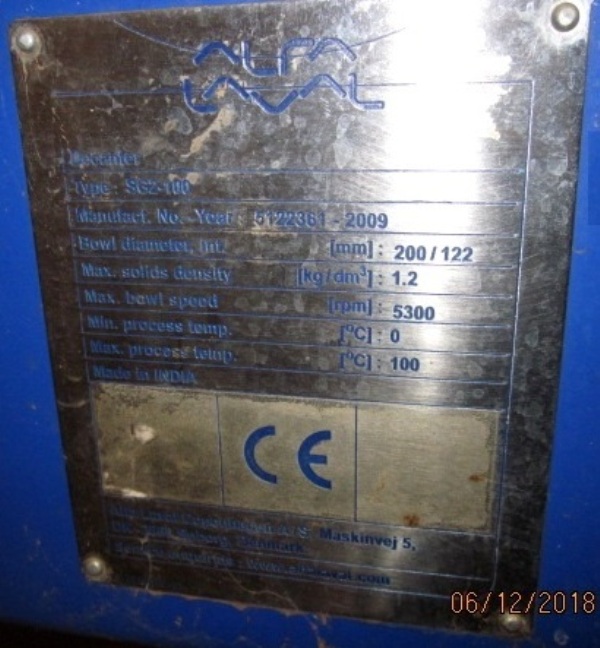 ALFA
LAVAL
Decanter
Type : SG2-100
Manufact. No. - Year : 5122361 - 2009
Bowl diameter, int. [mm] : 200 / 122
Max. solids density [kg/dm³] : 1.2
Max. bowl speed [rpm] : 5300
Min. process temp. [°C] : 0
Max. process temp. [°C] : 100
Made in INDIA
CE
Maskinvej 5,
06/12/2018